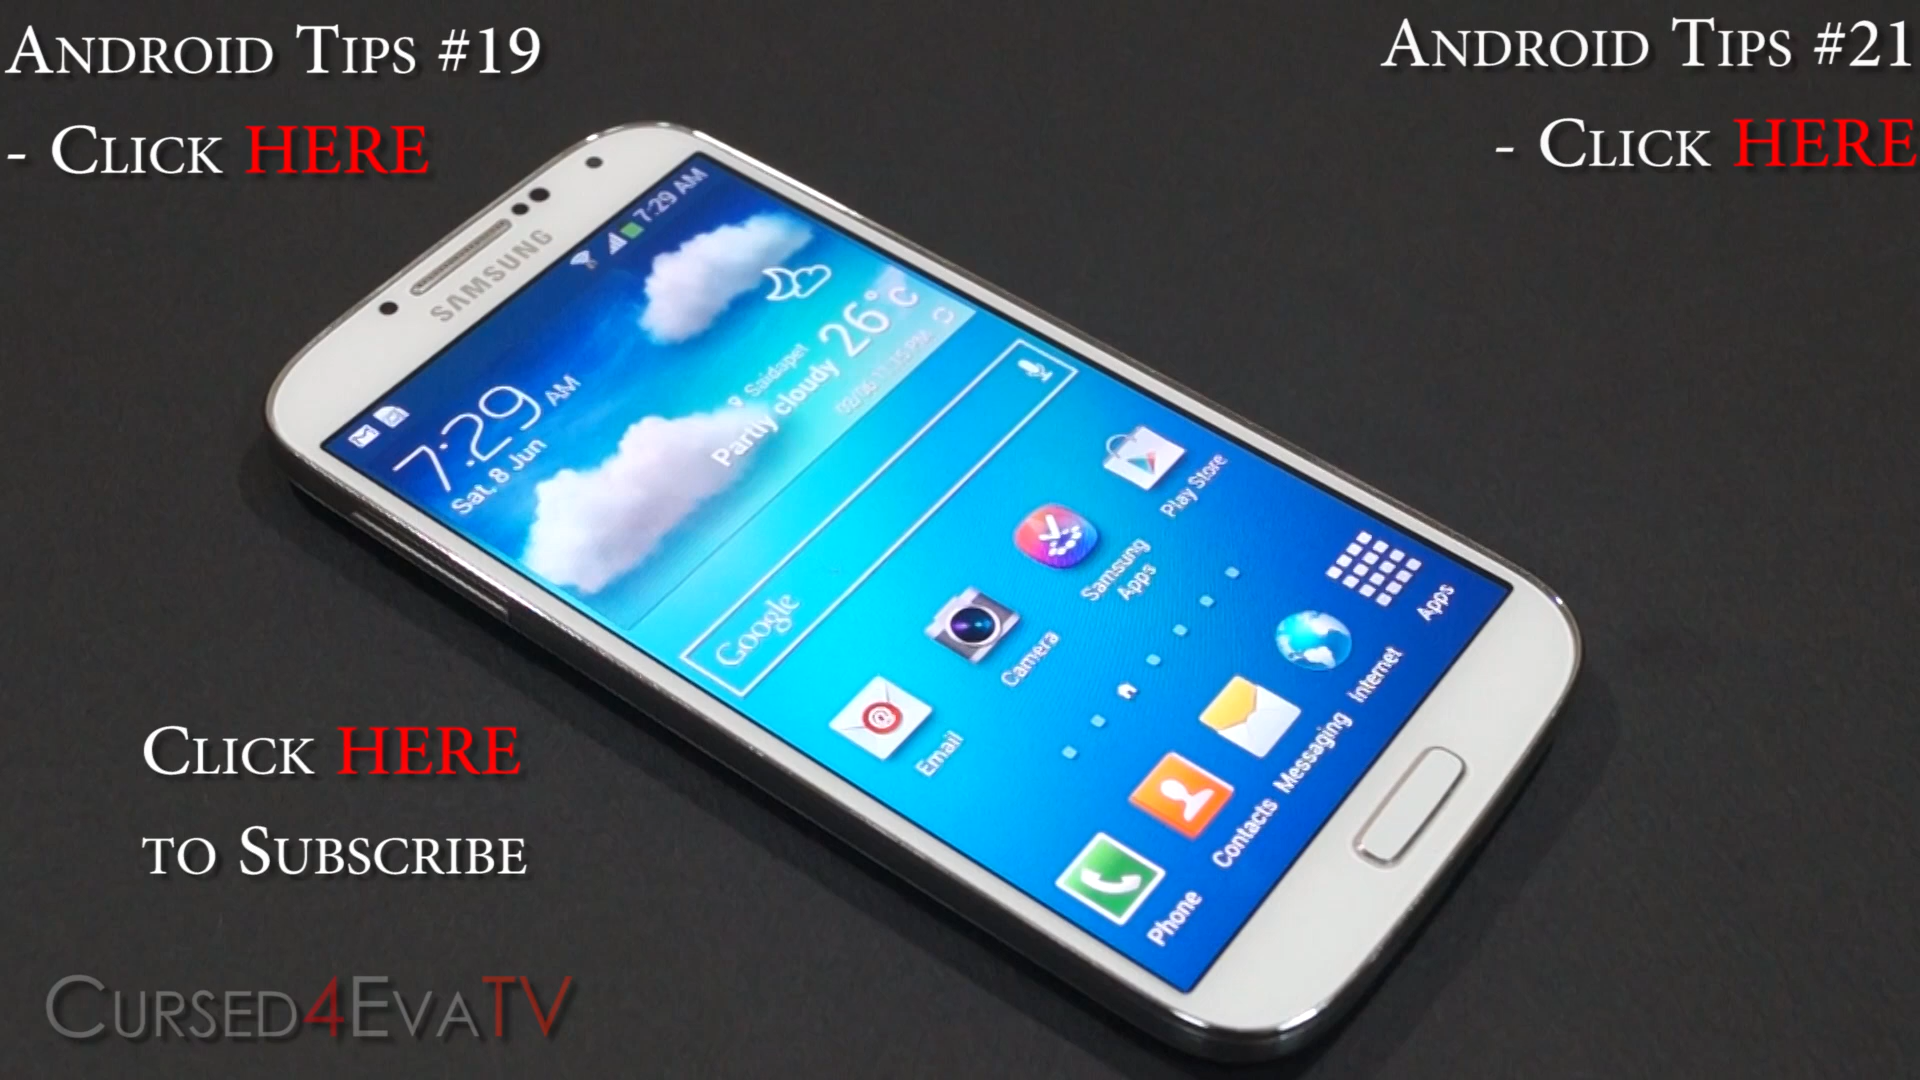 Android Tips #19
- Click HERE
Android Tips #21
- Click HERE
SAMSUNG
7:29 AM
7:29 AM
Sat, 8 Jun
Saidapet
Partly cloudy
26° C
Google
Email
Camera
Samsung
Apps
Play Store
Phone
Contacts
Messaging
Internet
Apps
Click HERE
to Subscribe
Cursed4EvaTV